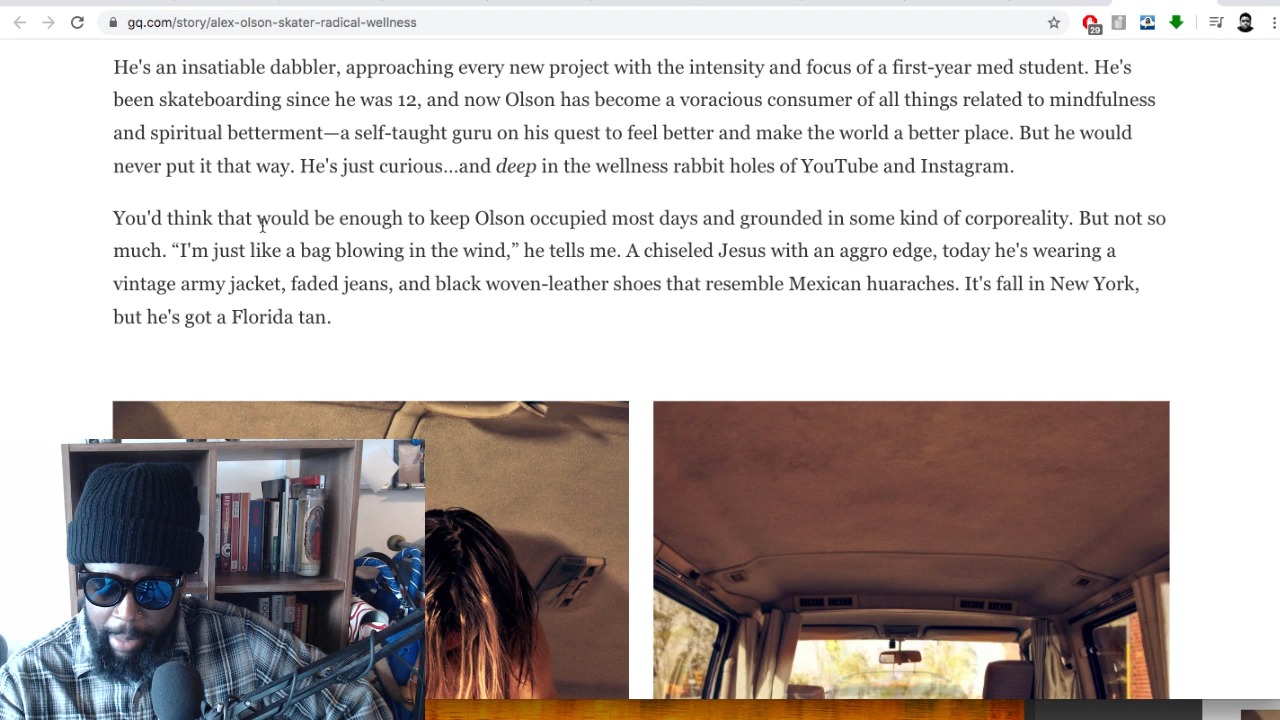 gq.com/story/alex-olson-skater-radical-wellness
29
He's an insatiable dabbler, approaching every new project with the intensity and focus of a first-year med student. He's
been skateboarding since he was 12, and now Olson has become a voracious consumer of all things related to mindfulness
and spiritual betterment—a self-taught guru on his quest to feel better and make the world a better place. But he would
never put it that way. He's just curious...and deep in the wellness rabbit holes of YouTube and Instagram.
You'd think that would be enough to keep Olson occupied most days and grounded in some kind of corporeality. But not so
much. “I'm just like a bag blowing in the wind,” he tells me. A chiseled Jesus with an aggro edge, today he's wearing a
vintage army jacket, faded jeans, and black woven-leather shoes that resemble Mexican huaraches. It's fall in New York,
but he's got a Florida tan.